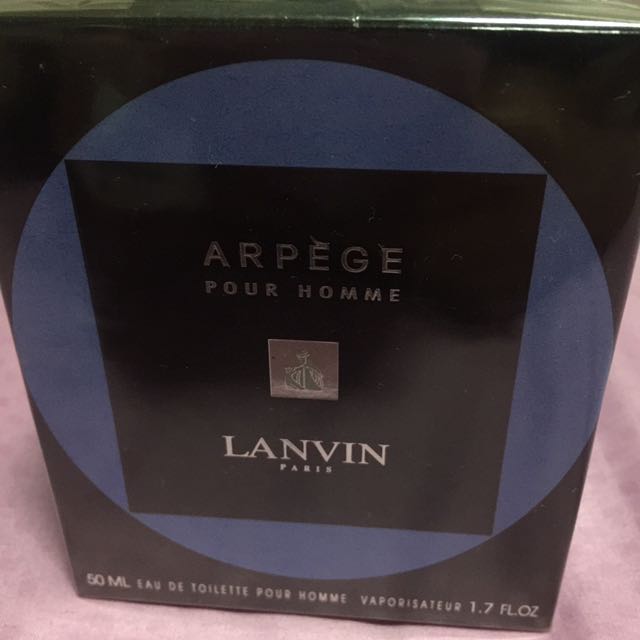 ARPÈGE
POUR HOMME
LANVIN
PARIS
50 ML EAU DE TOILETTE POUR HOMME VAPORISATEUR 1.7 FL.OZ